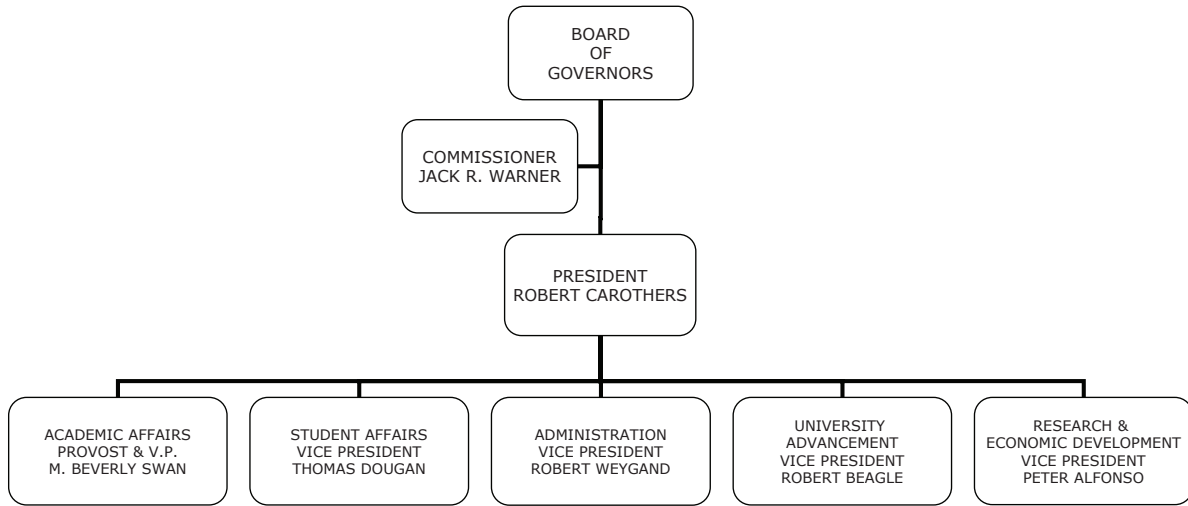 BOARD
OF
GOVERNORS
COMMISSIONER
JACK R. WARNER
PRESIDENT
ROBERT CAROTHERS
ACADEMIC AFFAIRS
PROVOST & V.P.
M. BEVERLY SWAN
STUDENT AFFAIRS
VICE PRESIDENT
THOMAS DOUGAN
ADMINISTRATION
VICE PRESIDENT
ROBERT WEYGAND
UNIVERSITY
ADVANCEMENT
VICE PRESIDENT
ROBERT BEAGLE
RESEARCH &
ECONOMIC DEVELOPMENT
VICE PRESIDENT
PETER ALFONSO